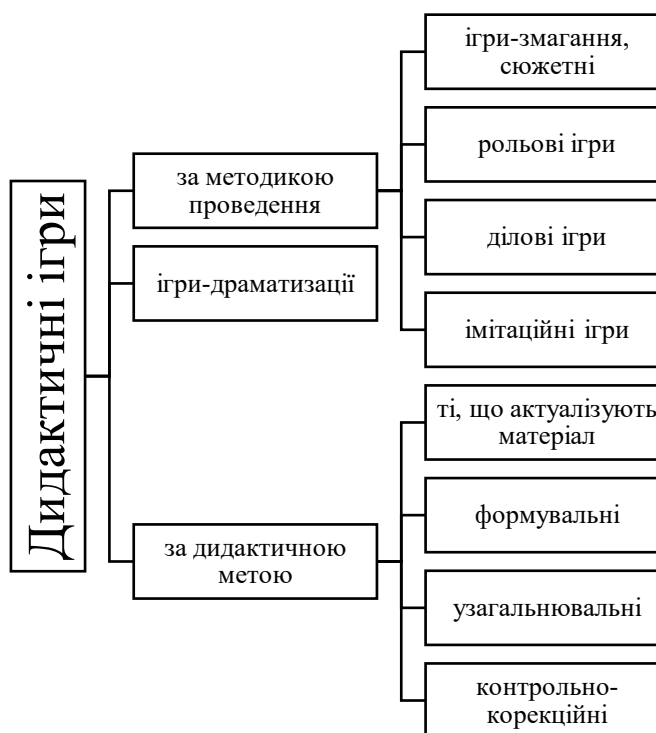 Дидактичні ігри
за методикою
проведення
ігри-змагання,
сюжетні
рольові ігри
ділові ігри
імітаційні ігри
ігри-драматизації
за дидактичною
метою
ті, що актуалізують
матеріал
формувальні
узагальнювальні
контрольно-
корекційні